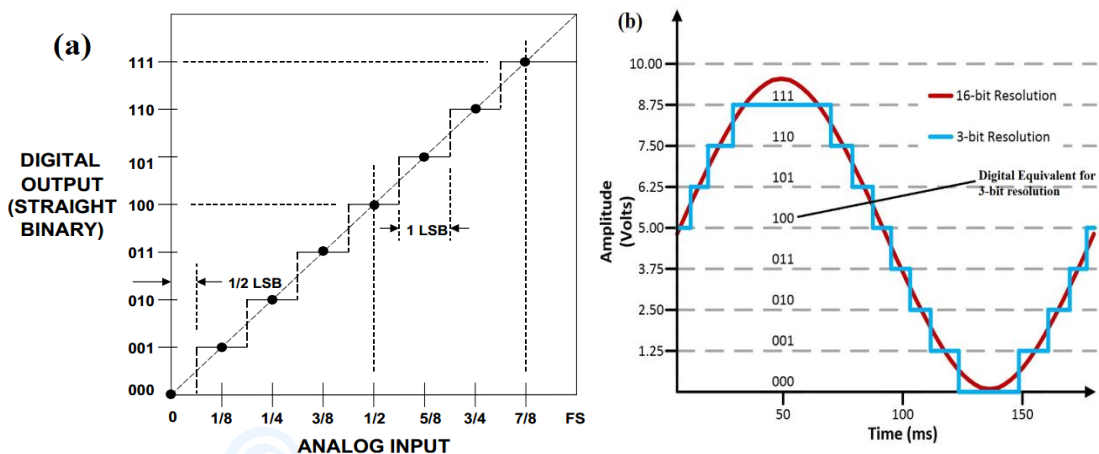 (a)
111
110
101
100
011
010
001
000
DIGITAL
OUTPUT
(STRAIGHT
BINARY)
1 LSB
1/2 LSB
0 1/8 1/4 3/8 1/2 5/8 3/4 7/8 FS
ANALOG INPUT
(b)
10.00
8.75
7.50
6.25
5.00
3.75
2.50
1.25
Amplitude
(Volts)
111
110
101
100
011
010
001
000
16-bit Resolution
3-bit Resolution
Digital Equivalent for
3-bit resolution
50 100 150
Time (ms)